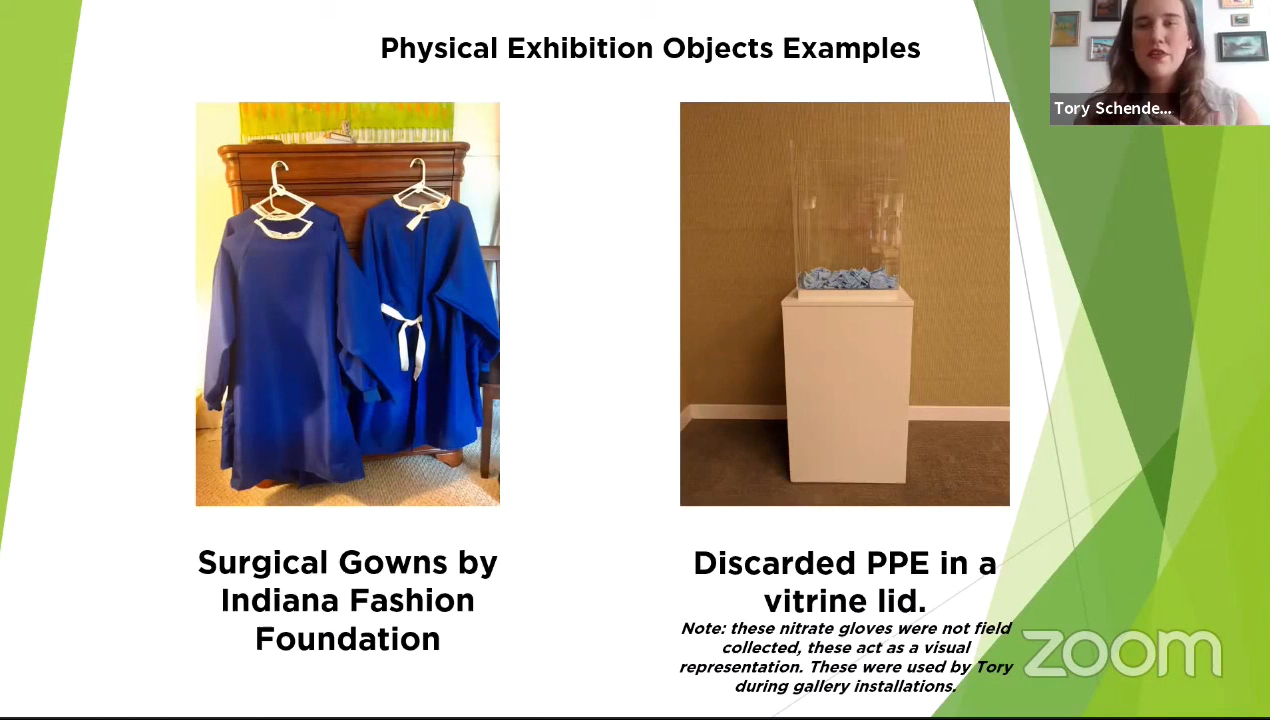 Physical Exhibition Objects Examples
Tory Schende...
Surgical Gowns by
Indiana Fashion
Foundation
Discarded PPE in a
vitrine lid.
Note: these nitrate gloves were not field
collected, these act as a visual
representation. These were used by Tory
during gallery installations.
zoom